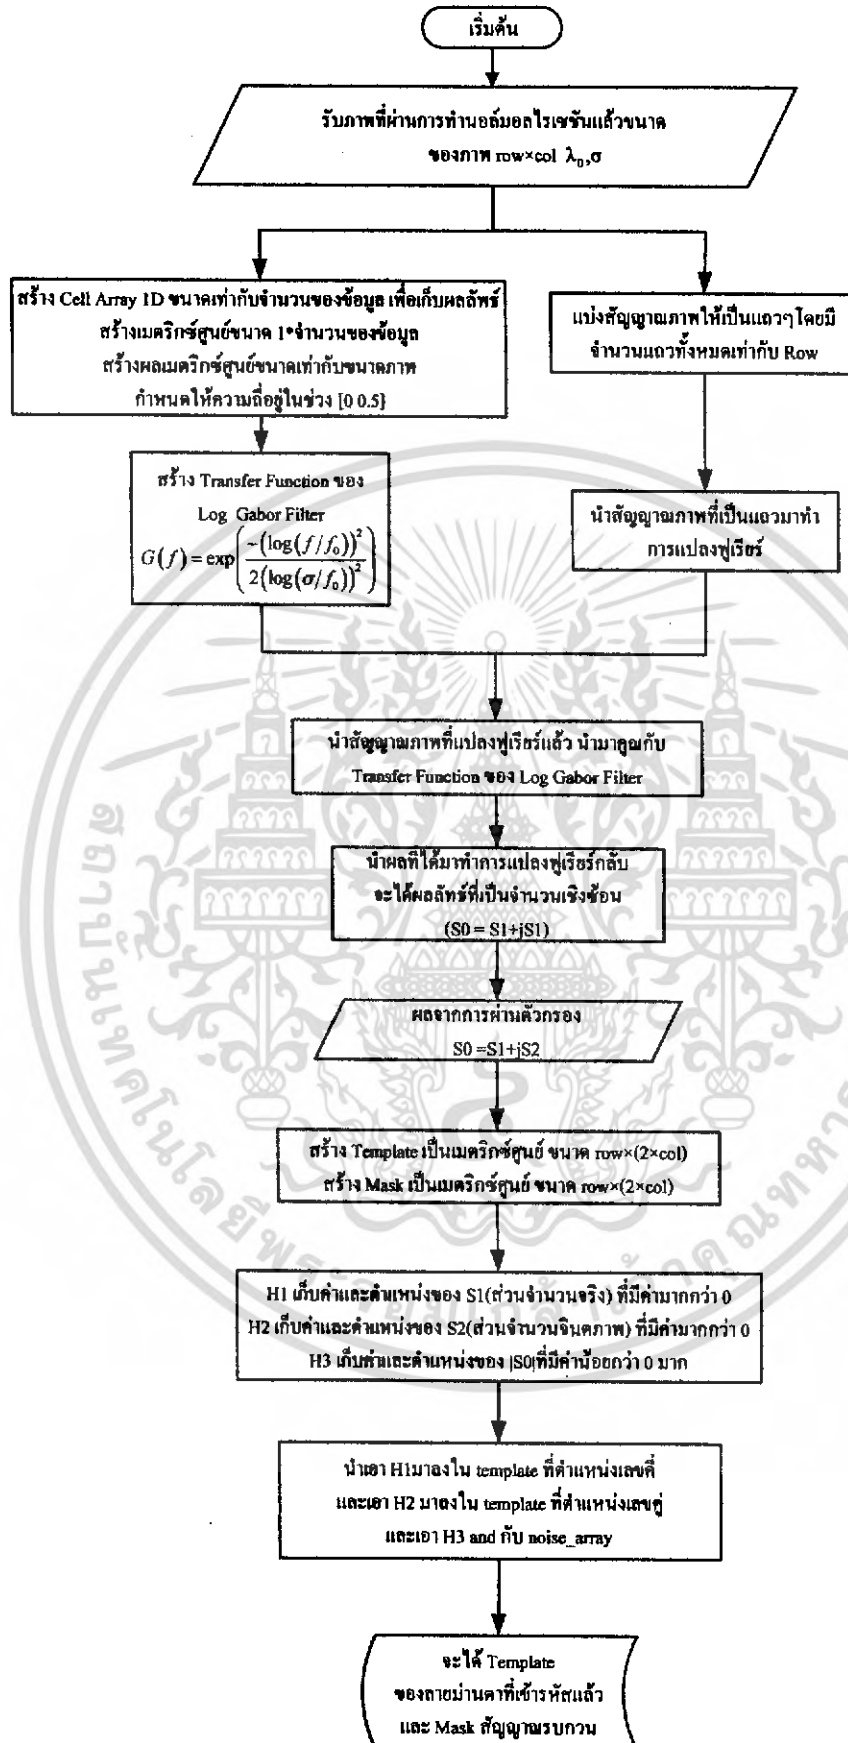 เริ่มต้น
รับภาพที่ผ่านการทำนอล์มอลไรเซชันแล้วขนาด
ของภาพ row×col λ₀,σ
สร้าง Cell Array 1D ขนาดเท่ากับจำนวนของข้อมูล เพื่อเก็บผลลัพธ์
สร้างเมตริกซ์ศูนย์ขนาด 1*จำนวนของข้อมูล
สร้างผลเมตริกซ์ศูนย์ขนาดเท่ากับขนาดภาพ
กำหนดให้ความถี่อยู่ในช่วง [0 0.5]
แบ่งสัญญาณภาพให้เป็นแถวๆ โดยมี
จำนวนแถวทั้งหมดเท่ากับ Row
สร้าง Transfer Function ของ
Log Gabor Filter
G(f) = exp(-(log(f/f₀))² / 2(log(σ/f₀))²)
นำสัญญาณภาพที่เป็นแถวมาทำ
การแปลงฟูเรียร์
นำสัญญาณภาพที่แปลงฟูเรียร์แล้ว นำมาคูณกับ
Transfer Function ของ Log Gabor Filter
นำผลที่ได้มาทำการแปลงฟูเรียร์กลับ
จะได้ผลลัทธ์ที่เป็นจำนวนเชิงซ้อน
(S0 = S1+jS1)
ผลจากการผ่านตัวกรอง
S0 =S1+jS2
สร้าง Template เป็นเมตริกซ์ศูนย์ ขนาด row×(2×col)
สร้าง Mask เป็นเมตริกซ์ศูนย์ ขนาด row×(2×col)
H1 เก็บค่าและตำแหน่งของ S1(ส่วนจำนวนจริง) ที่มีค่ามากกว่า 0
H2 เก็บค่าและตำแหน่งของ S2(ส่วนจำนวนจินตภาพ) ที่มีค่ามากกว่า 0
H3 เก็บค่าและตำแหน่งของ |S0|ที่มีค่าน้อยกว่า 0 มาก
นำเอา H1มาลงใน template ที่ตำแหน่งเลขคี่
และเอา H2 มาลงใน template ที่ตำแหน่งเลขคู่
และเอา H3 and กับ noise_array
จะได้ Template
ของลายม่านตาที่เข้ารหัสแล้ว
และ Mask สัญญาณรบกวน